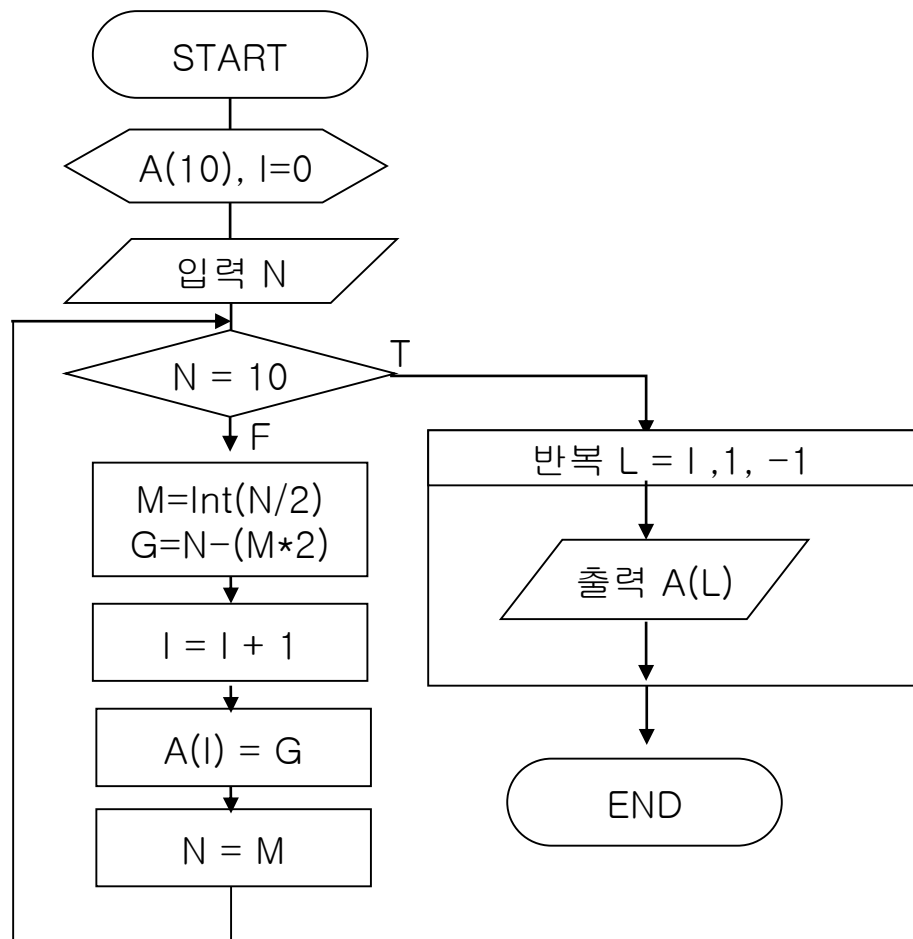 START
A(10), I=0
입력 N
N = 10
T
F
M=Int(N/2)
G=N-(M*2)
I = I + 1
A(I) = G
N = M
반복 L = I ,1, -1
출력 A(L)
END